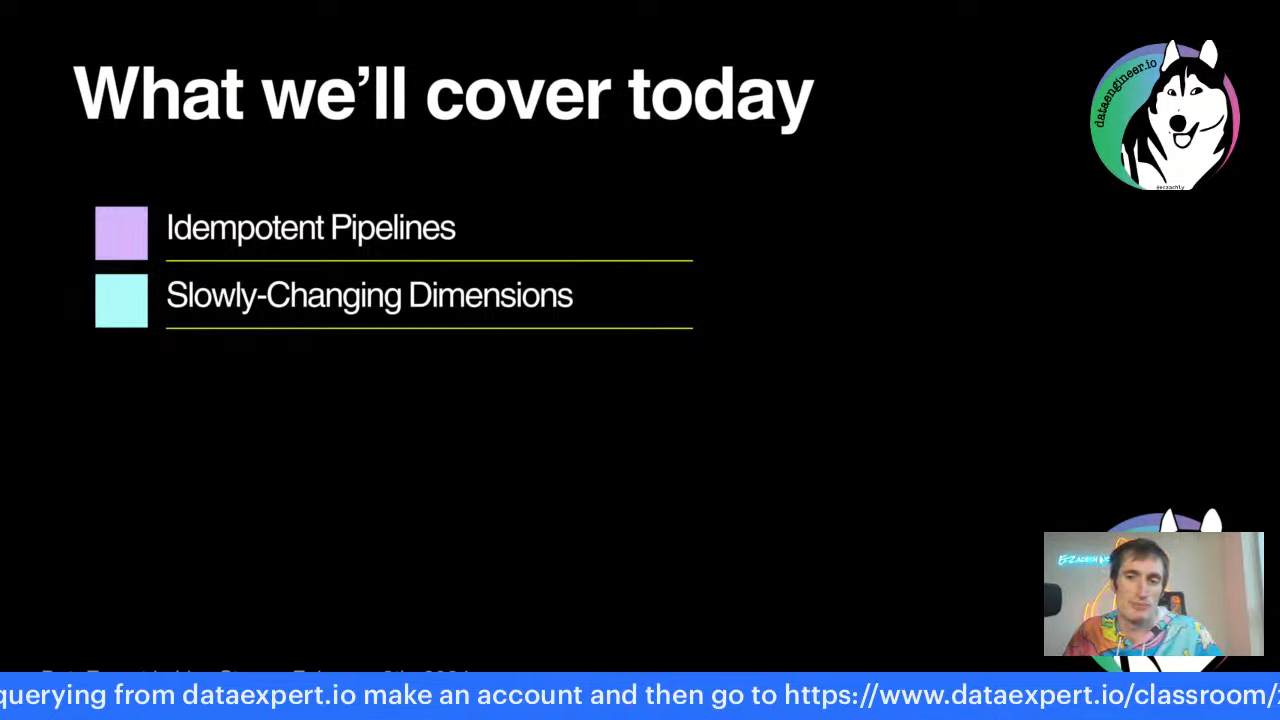 What we'll cover today
dataengineer.io
@eczachly
Idempotent Pipelines
Slowly-Changing Dimensions
querying from dataexpert.io make an account and then go to https://www.dataexpert.io/classroom/